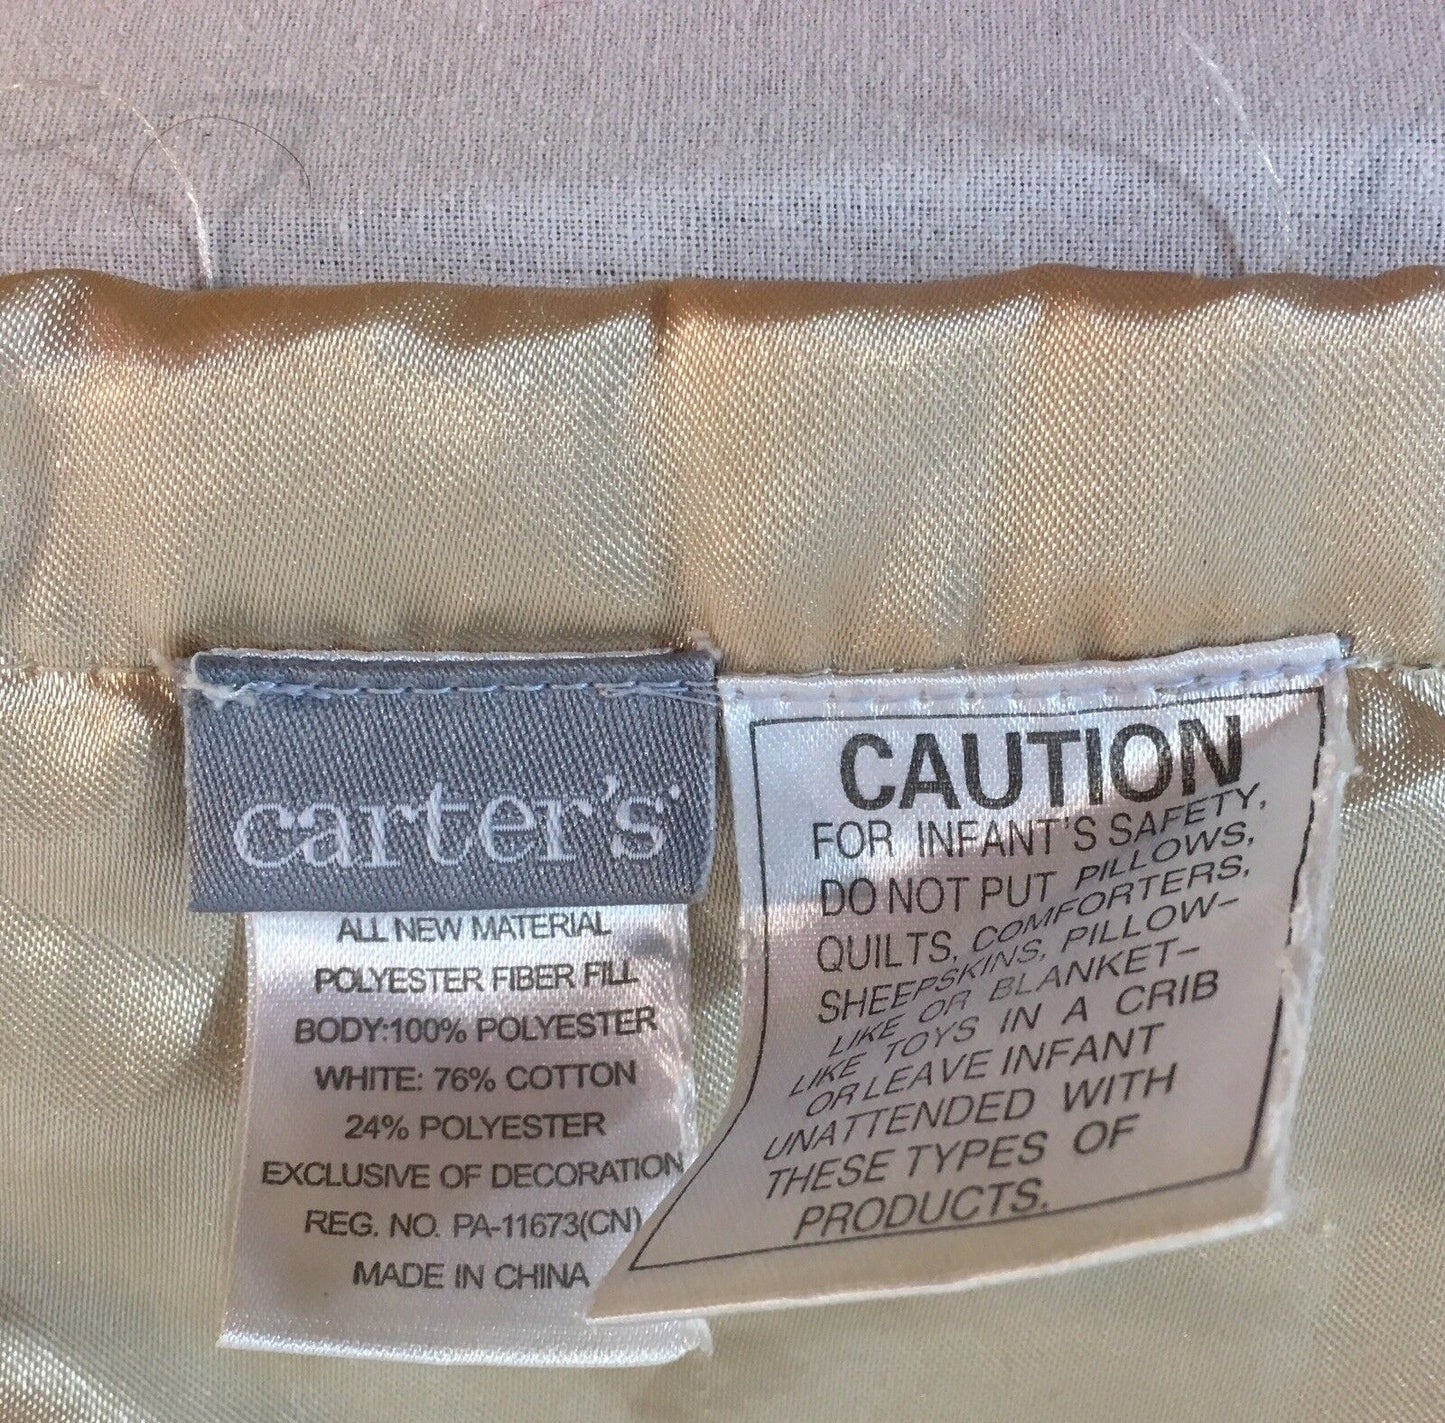 carter's
ALL NEW MATERIAL
POLYESTER FIBER FILL
BODY:100% POLYESTER
WHITE: 76% COTTON
24% POLYESTER
EXCLUSIVE OF DECORATION
REG. NO. PA-11673(CN)
MADE IN CHINA
CAUTION
FOR INFANT'S SAFETY,
DO NOT PUT PILLOWS,
QUILTS, COMFORTERS,
SHEEPSKINS, PILLOW-
LIKE OR BLANKET-
LIKE TOYS IN A CRIB
OR LEAVE INFANT
UNATTENDED WITH
THESE TYPES OF
PRODUCTS.